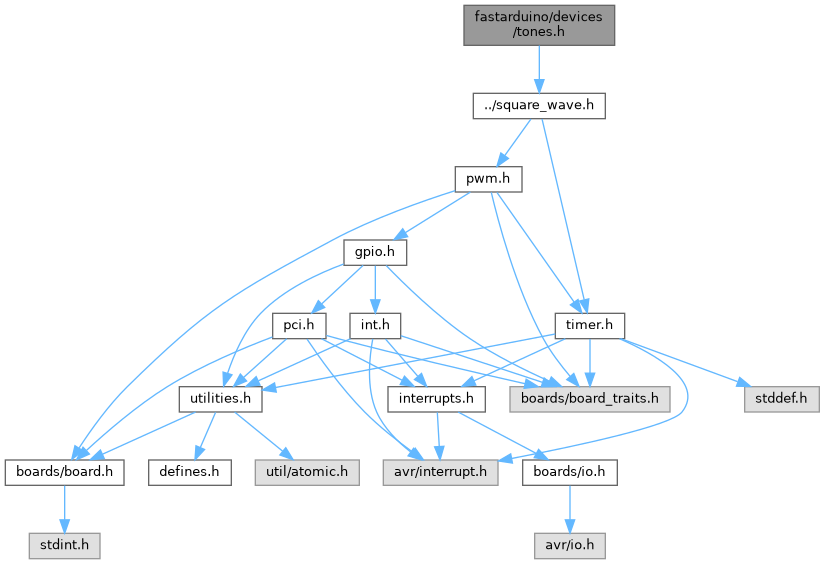 fastarduino/devices
/tones.h
../square_wave.h
pwm.h
gpio.h
pci.h
int.h
timer.h
utilities.h
interrupts.h
boards/board_traits.h
stddef.h
boards/board.h
defines.h
util/atomic.h
avr/interrupt.h
boards/io.h
stdint.h
avr/io.h